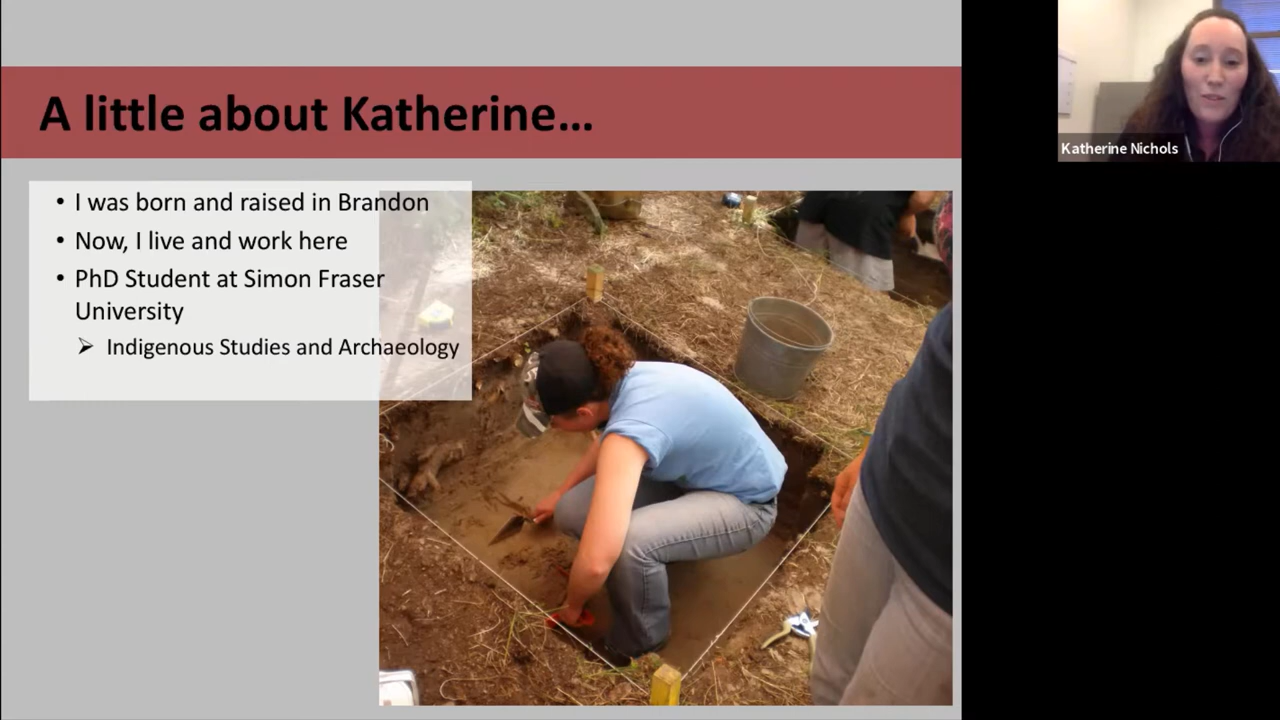 A little about Katherine...
• I was born and raised in Brandon
• Now, I live and work here
• PhD Student at Simon Fraser
University
➢ Indigenous Studies and Archaeology
Katherine Nichols